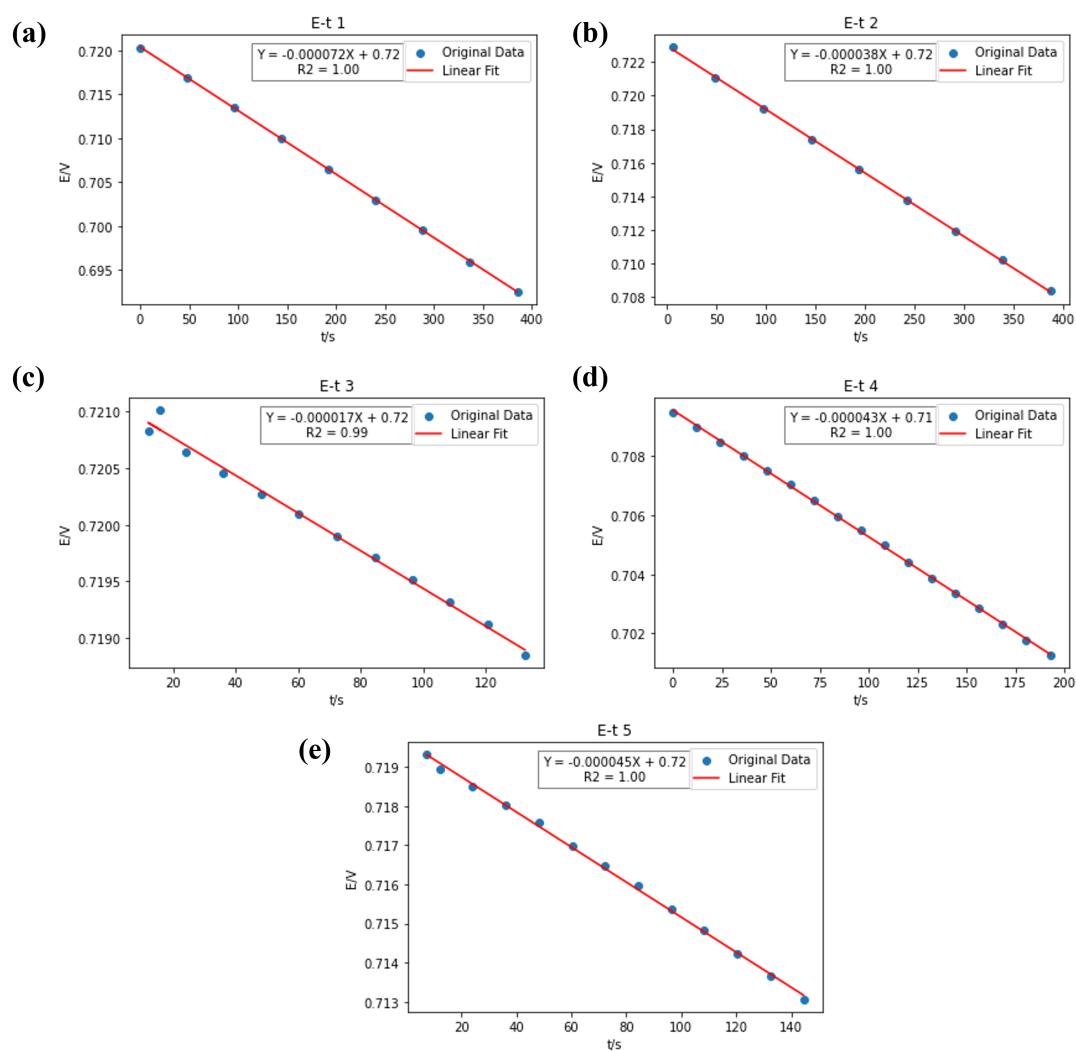 (a)
E-t 1
Y = -0.000072X + 0.72
R2 = 1.00
Original Data
Linear Fit
0.720
0.715
0.710
0.705
0.700
0.695
E/V
0 50 100 150 200 250 300 350 400
t/s
(b)
E-t 2
Y = -0.000038X + 0.72
R2 = 1.00
Original Data
Linear Fit
0.722
0.720
0.718
0.716
0.714
0.712
0.710
0.708
E/V
0 50 100 150 200 250 300 350 400
t/s
(c)
E-t 3
Y = -0.000017X + 0.72
R2 = 0.99
Original Data
Linear Fit
0.7210
0.7205
0.7200
0.7195
0.7190
E/V
20 40 60 80 100 120
t/s
(d)
E-t 4
Y = -0.000043X + 0.71
R2 = 1.00
Original Data
Linear Fit
0.708
0.706
0.704
0.702
E/V
0 25 50 75 100 125 150 175 200
t/s
(e)
E-t 5
Y = -0.000045X + 0.72
R2 = 1.00
Original Data
Linear Fit
0.719
0.718
0.717
0.716
0.715
0.714
0.713
E/V
20 40 60 80 100 120 140
t/s